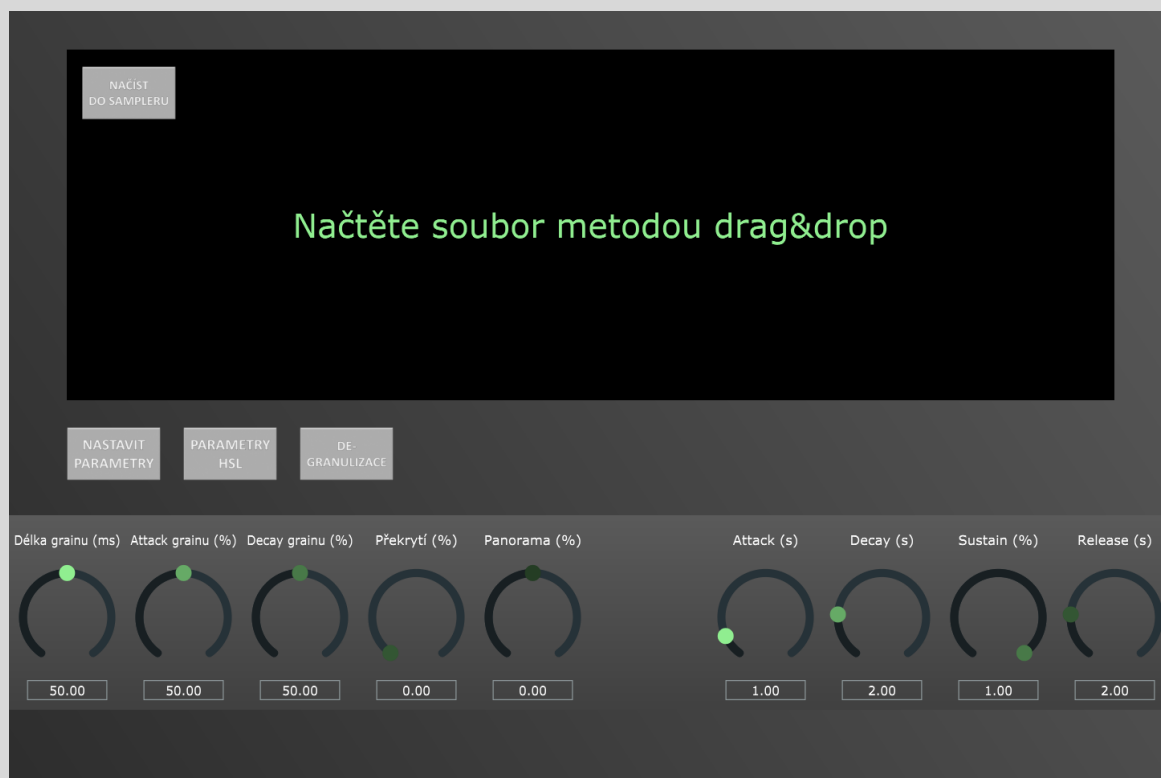 NAČÍST
DO SAMPLERU
Načtěte soubor metodou drag&drop
NASTAVIT
PARAMETRY
PARAMETRY
HSL
DE-
GRANULIZACE
Délka grainu (ms) Attack grainu (%) Decay grainu (%) Překrytí (%) Panorama (%) Attack (s) Decay (s) Sustain (%) Release (s)
50.00 50.00 50.00 0.00 0.00 1.00 2.00 1.00 2.00